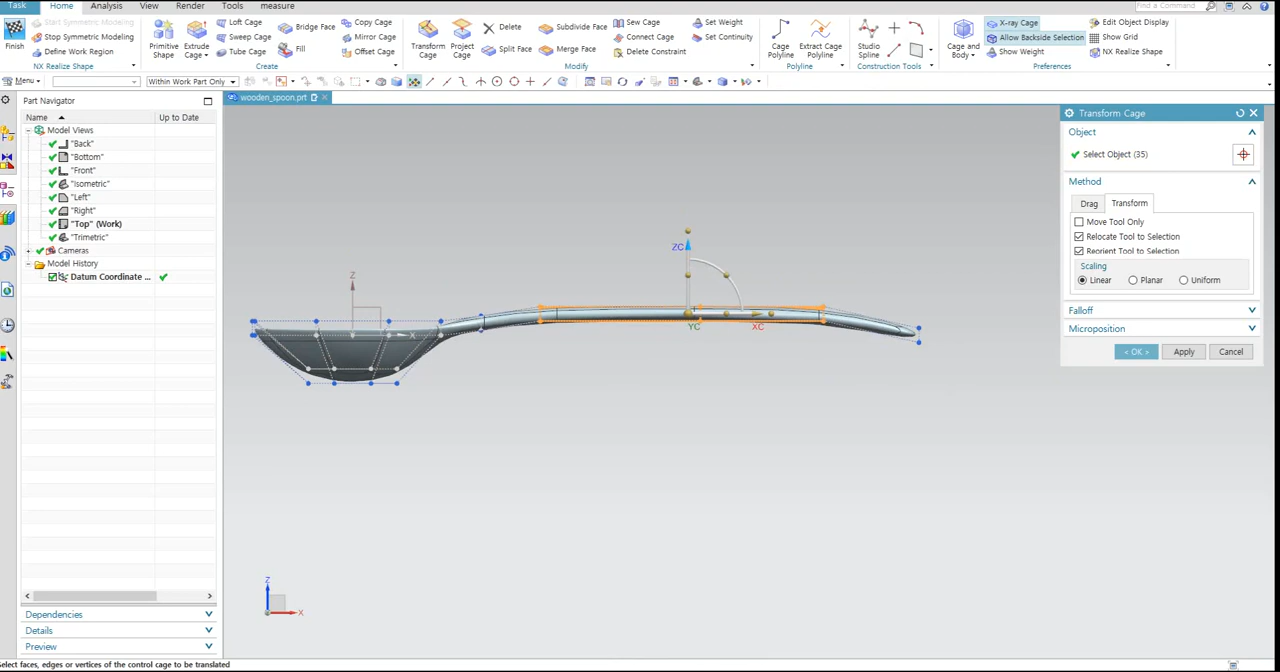 Task Home Analysis View Render Tools measure Find a Command
Finish
Start Symmetric Modeling
Stop Symmetric Modeling
Define Work Region
NX Realize Shape
Primitive Shape
Extrude Cage
Loft Cage
Sweep Cage
Tube Cage
Bridge Face
Fill
Copy Cage
Mirror Cage
Offset Cage
Create
Transform Cage
Project Cage
Delete
Split Face
Subdivide Face
Merge Face
Sew Cage
Connect Cage
Delete Constraint
Set Weight
Set Continuity
Modify
Cage Polyline
Extract Cage Polyline
Polyline
Studio Spline
Construction Tools
Cage and Body
X-ray Cage
Allow Backside Selection
Show Weight
Edit Object Display
Show Grid
NX Realize Shape
Preferences
Menu Within Work Part Only
Part Navigator
wooden_spoon.prt
Name Up to Date
Model Views
"Back"
"Bottom"
"Front"
"Isometric"
"Left"
"Right"
"Top" (Work)
"Trimetric"
Cameras
Model History
Datum Coordinate ...
Dependencies
Details
Preview
Z
X
ZC
YC
XC
Z
X
Transform Cage
Object
Select Object (35)
Method
Drag Transform
Move Tool Only
Relocate Tool to Selection
Reorient Tool to Selection
Scaling
Linear Planar Uniform
Falloff
Microposition
< OK > Apply Cancel
Select faces, edges or vertices of the control cage to be translated